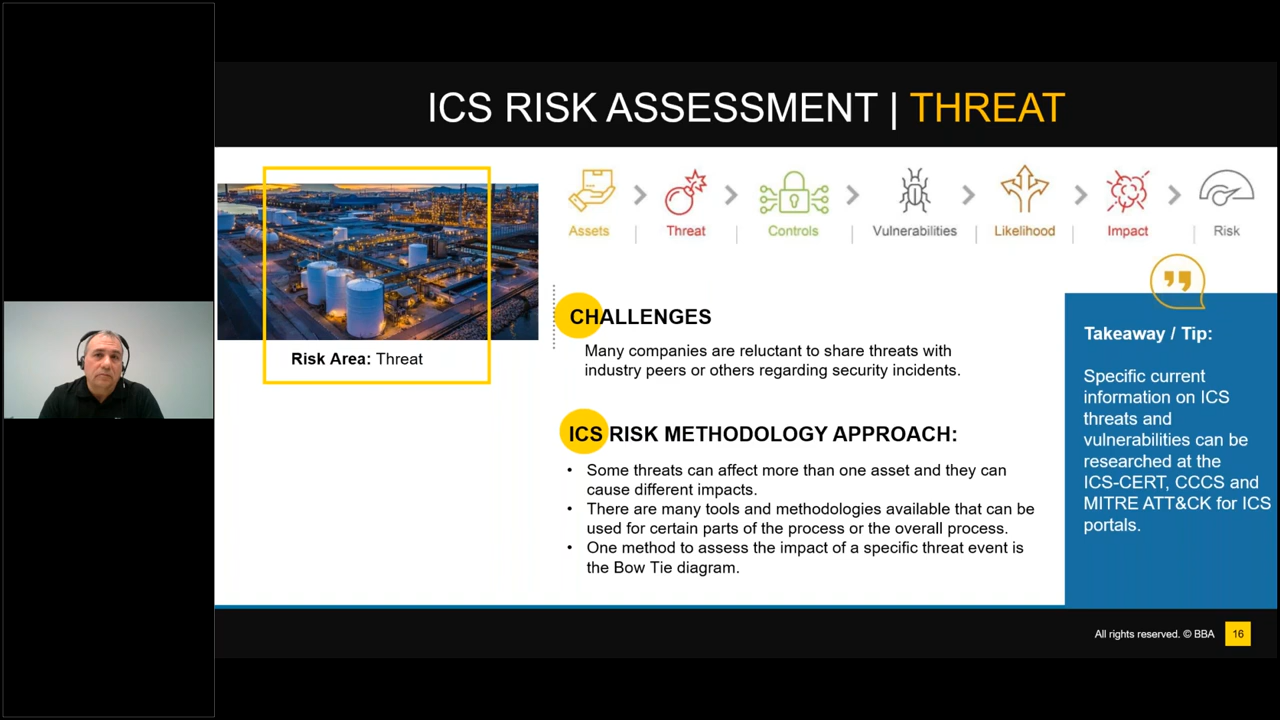 ICS RISK ASSESSMENT | THREAT
Assets
Threat
Controls
Vulnerabilities
Likelihood
Impact
Risk
Risk Area: Threat
CHALLENGES
Many companies are reluctant to share threats with
industry peers or others regarding security incidents.
ICS RISK METHODOLOGY APPROACH:
• Some threats can affect more than one asset and they can
cause different impacts.
• There are many tools and methodologies available that can be
used for certain parts of the process or the overall process.
• One method to assess the impact of a specific threat event is
the Bow Tie diagram.
Takeaway / Tip:
Specific current
information on ICS
threats and
vulnerabilities can be
researched at the
ICS-CERT, CCCS and
MITRE ATT&CK for ICS
portals.
All rights reserved. © BBA
16